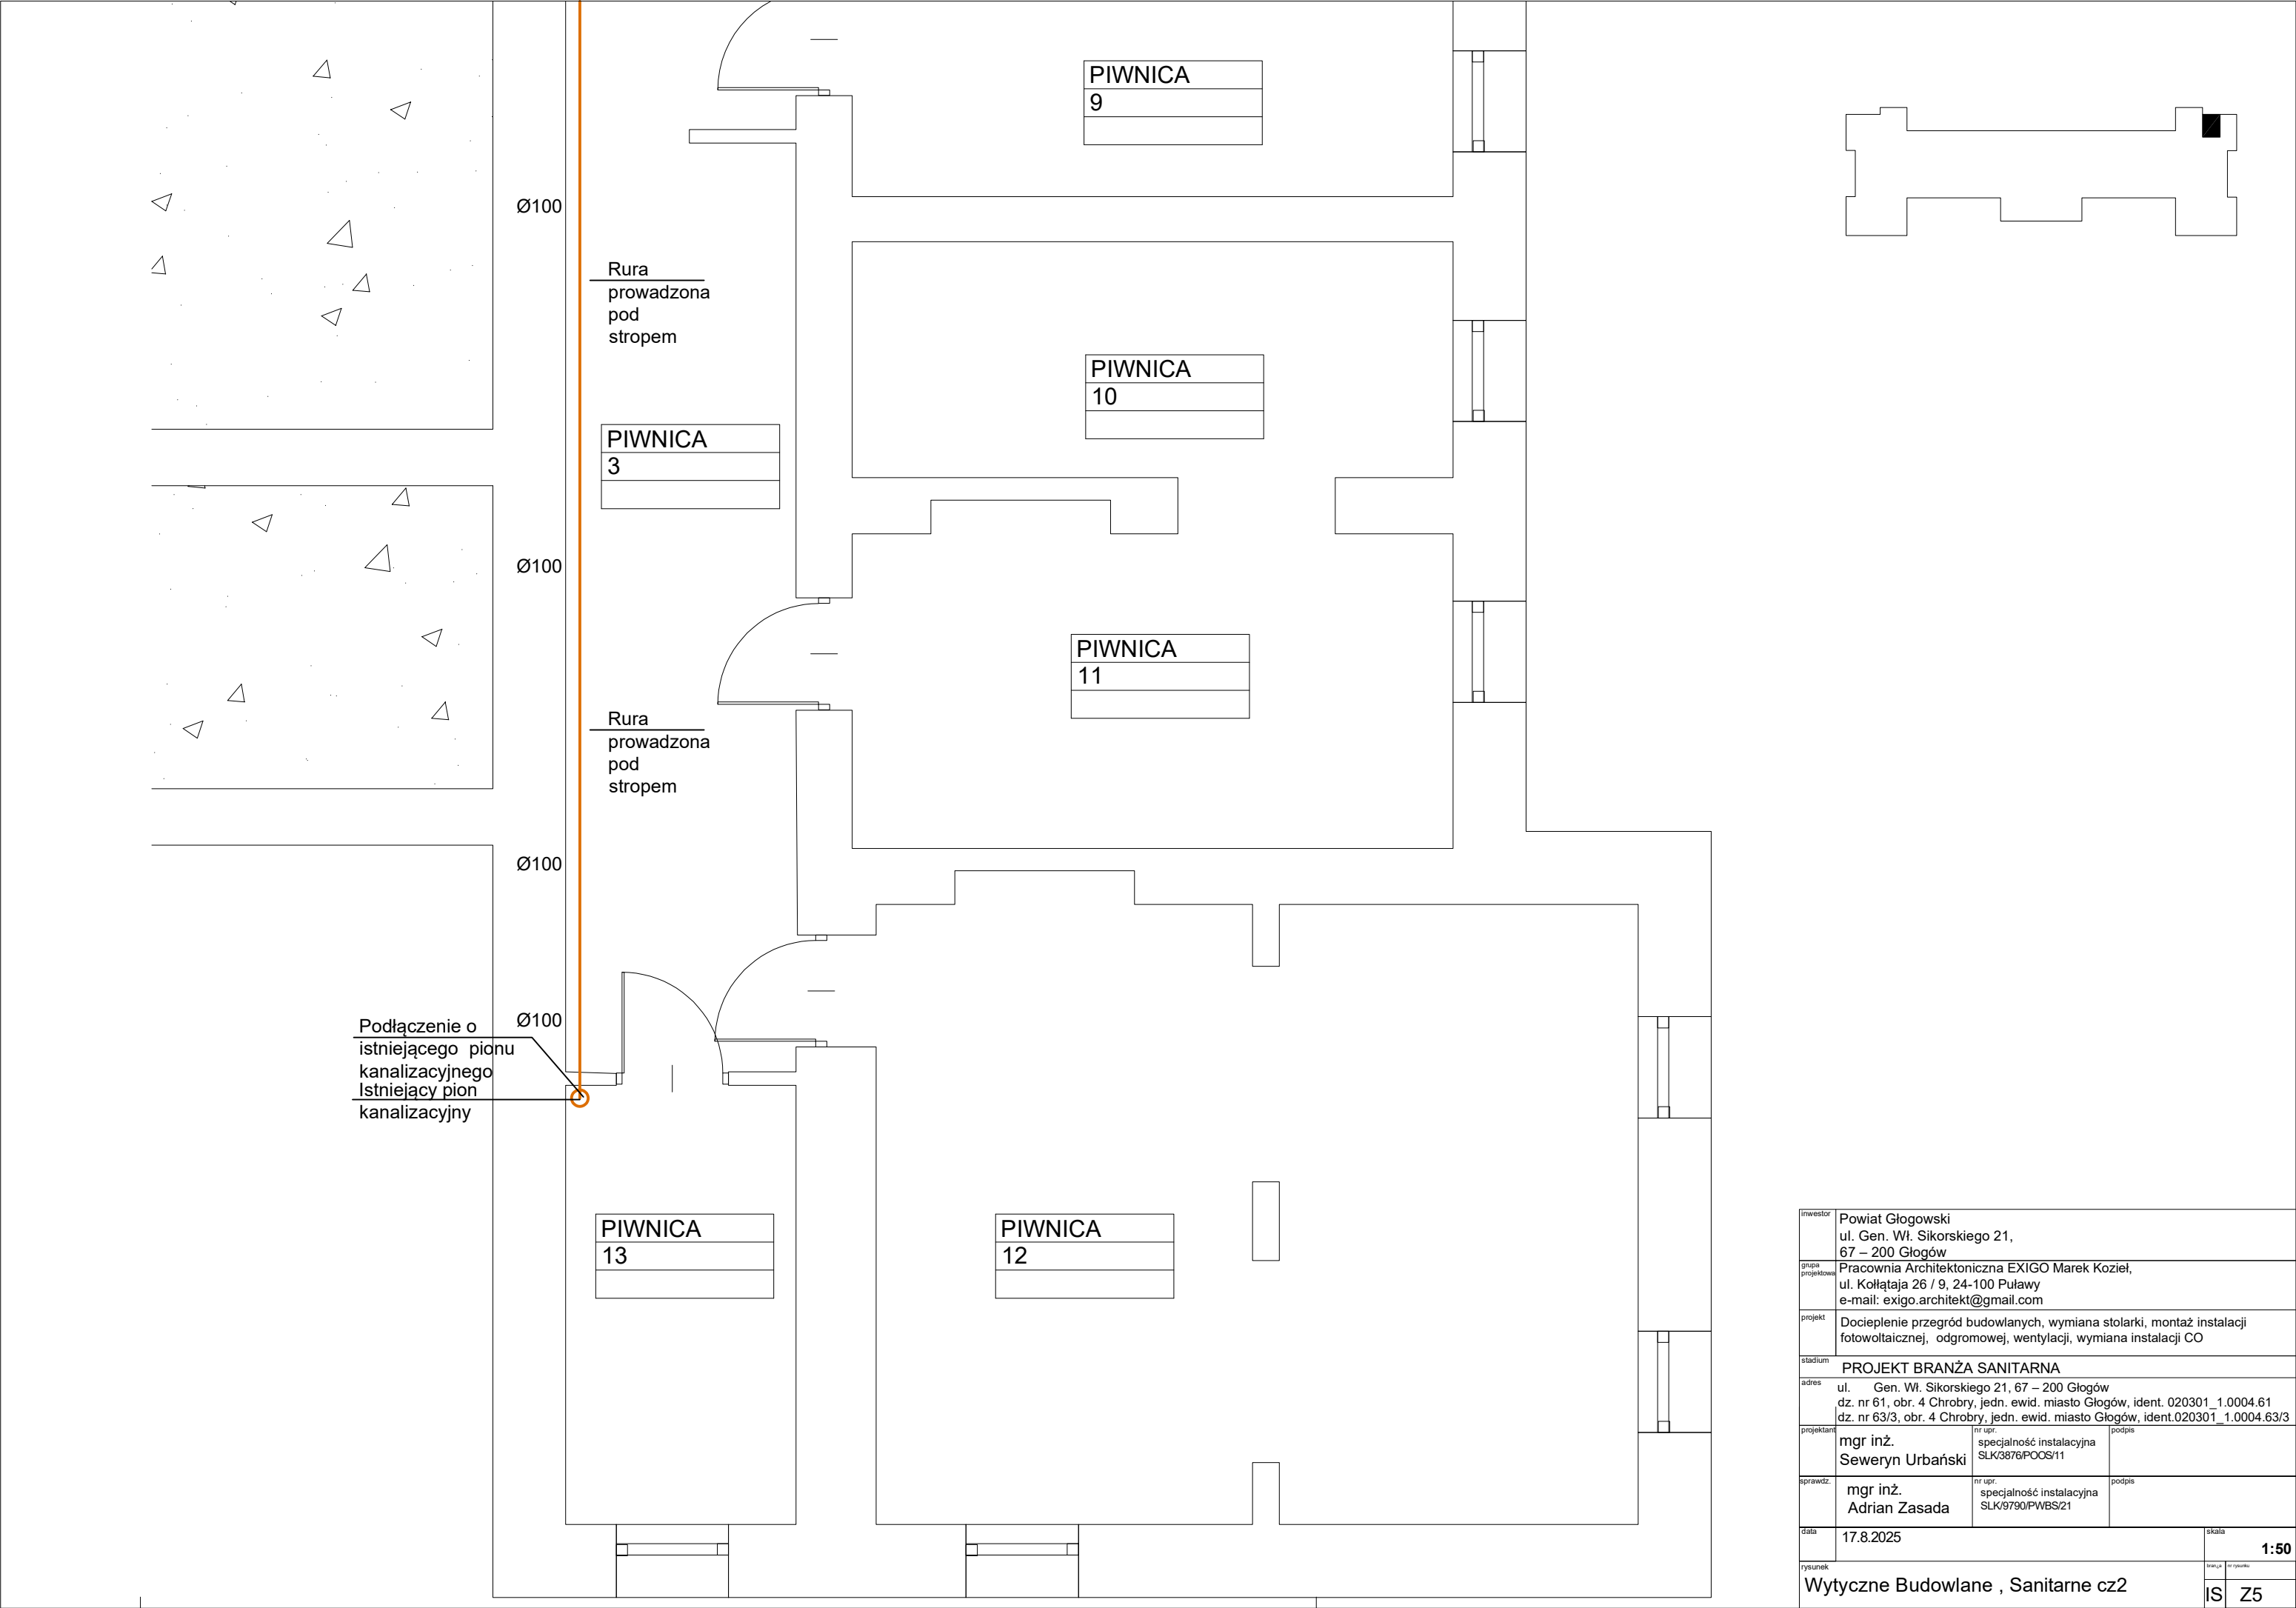 PIWNICA
9
Ø100
Rura
prowadzona
pod
stropem
PIWNICA
10
PIWNICA
3
Ø100
PIWNICA
11
Rura
prowadzona
pod
stropem
Ø100
Ø100
Podłączenie o
istniejącego pionu
kanalizacyjnego
Istniejący pion
kanalizacyjny
PIWNICA
13
PIWNICA
12
inwestor
Powiat Głogowski
ul. Gen. Wł. Sikorskiego 21,
67 – 200 Głogów
grupa
projektowa
Pracownia Architektoniczna EXIGO Marek Kozieł,
ul. Kołłątaja 26 / 9, 24-100 Puławy
e-mail: exigo.architekt@gmail.com
projekt
Docieplenie przegród budowlanych, wymiana stolarki, montaż instalacji
fotowoltaicznej, odgromowej, wentylacji, wymiana instalacji CO
stadium
PROJEKT BRANŻA SANITARNA
adres
ul. Gen. Wł. Sikorskiego 21, 67 – 200 Głogów
dz. nr 61, obr. 4 Chrobry, jedn. ewid. miasto Głogów, ident. 020301_1.0004.61
dz. nr 63/3, obr. 4 Chrobry, jedn. ewid. miasto Głogów, ident.020301_1.0004.63/3
projektant
mgr inż.
Seweryn Urbański
nr upr.
specjalność instalacyjna
SLK/3876/POOS/11
podpis
sprawdz.
mgr inż.
Adrian Zasada
nr upr.
specjalność instalacyjna
SLK/9790/PWBS/21
podpis
data
17.8.2025
skala
1:50
rysunek
Wytyczne Budowlane , Sanitarne cz2
branża
nr rysunku
IS
Z5